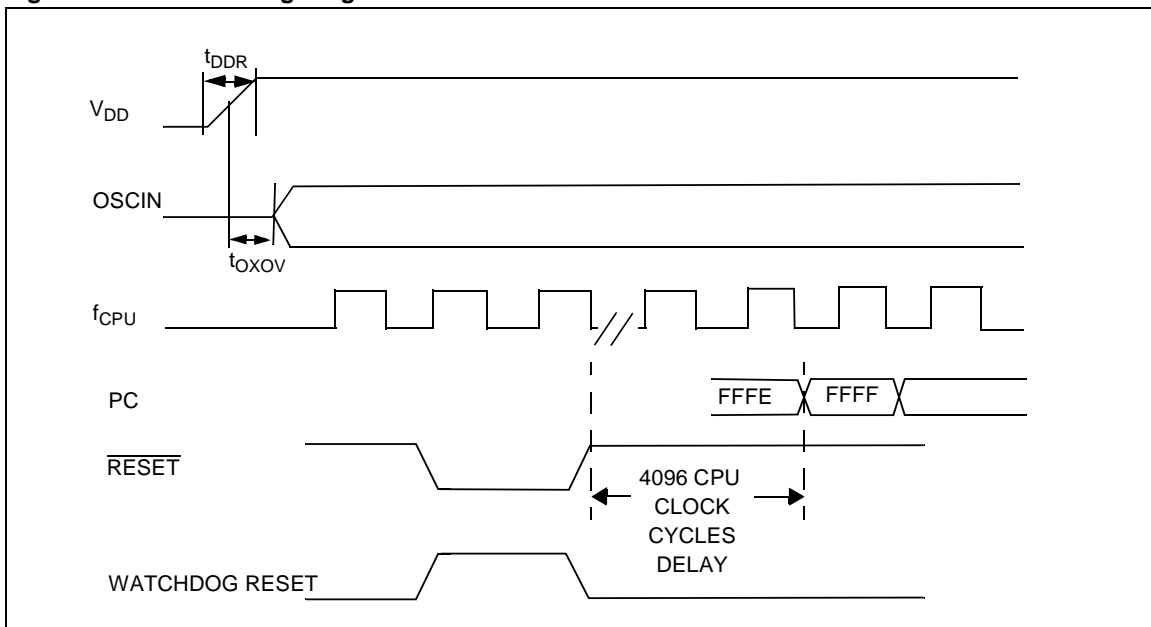 tDDR
VDD
OSCIN
tOXOV
fCPU
PC
FFFE
FFFF
RESET
4096 CPU
CLOCK
CYCLES
DELAY
WATCHDOG RESET